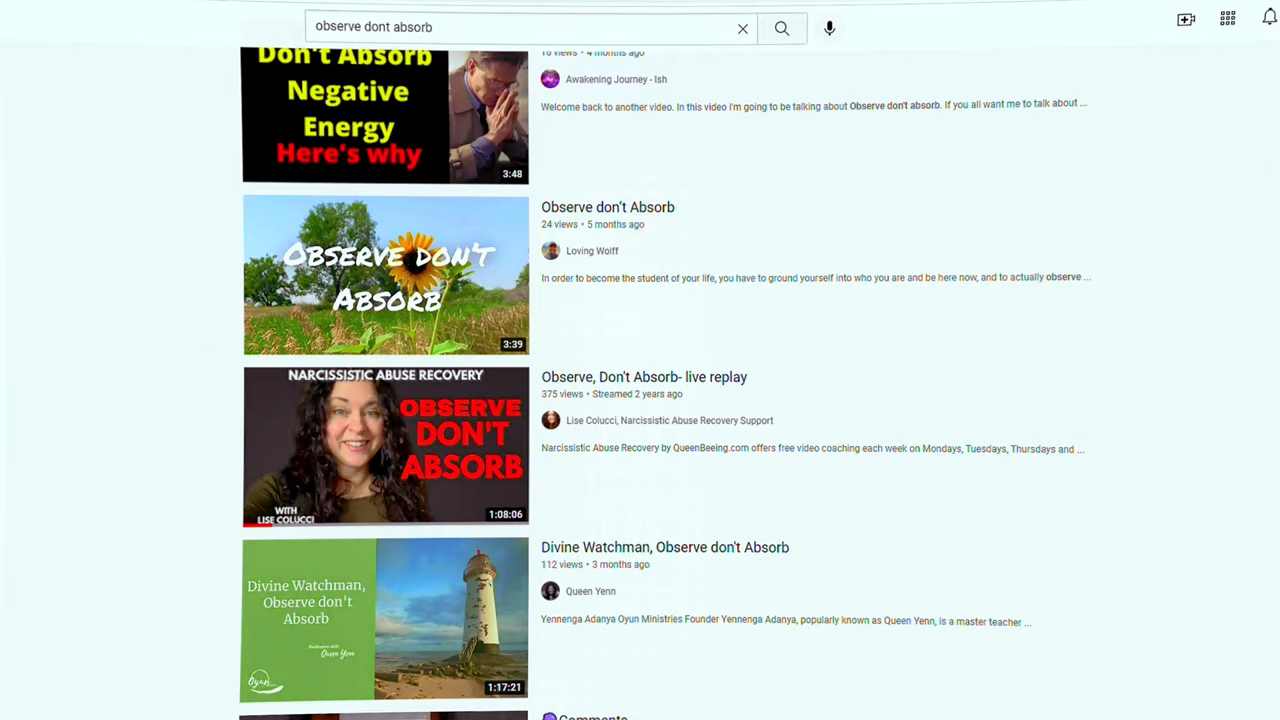 observe dont absorb
Don't Absorb
Negative
Energy
Here's why
3:48
10 views • 4 months ago
Awakening Journey - Ish
Welcome back to another video. In this video I'm going to be talking about Observe don't absorb. If you all want me to talk about ...
OBSERVE DON'T
ABSORB
3:39
Observe don't Absorb
24 views • 5 months ago
Loving Wolff
In order to become the student of your life, you have to ground yourself into who you are and be here now, and to actually observe ...
NARCISSISTIC ABUSE RECOVERY
OBSERVE
DON'T
ABSORB
WITH
LISE COLUCCI
1:08:06
Observe, Don't Absorb- live replay
375 views • Streamed 2 years ago
Lise Colucci, Narcissistic Abuse Recovery Support
Narcissistic Abuse Recovery by QueenBeeing.com offers free video coaching each week on Mondays, Tuesdays, Thursdays and ...
Divine Watchman,
Observe don't
Absorb
Queen Yenn
Oyun
1:17:21
Divine Watchman, Observe don't Absorb
112 views • 3 months ago
Queen Yenn
Yennenga Adanya Oyun Ministries Founder Yennenga Adanya, popularly known as Queen Yenn, is a master teacher ...
Comments